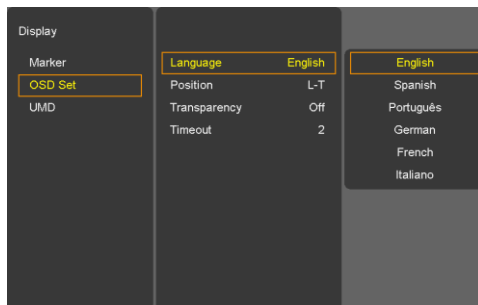 Display
Marker
OSD Set
UMD
Language English
Position L-T
Transparency Off
Timeout 2
English
Spanish
Português
German
French
Italiano